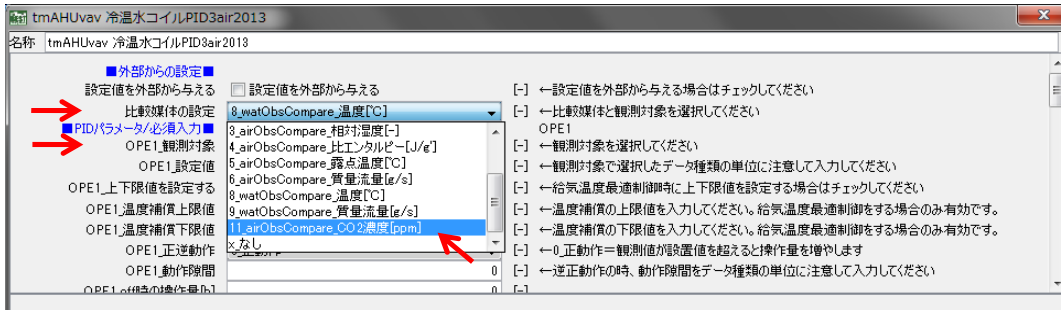 tmAHUvav 冷温水コイルPID3air2013
名称 tmAHUvav 冷温水コイルPID3air2013
■外部からの設定■
設定値を外部から与える 設定値を外部から与える [-] ←設定値を外部から与える場合はチェックしてください
比較媒体の設定 8_watObsCompare_温度[℃] [-] ←比較媒体と観測対象を選択してください
■PIDパラメータ/必須入力■ 3_airObsCompare_相対湿度[-] OPE1
OPE1_観測対象 4_airObsCompare_比エンタルピー[J/g'] [-] ←観測対象を選択してください
OPE1_設定値 5_airObsCompare_露点温度[℃] [-] ←観測対象で選択したデータ種類の単位に注意して入力してください
6_airObsCompare_質量流量[g/s]
OPE1_上下限値を設定する 8_watObsCompare_温度[℃] [-] ←給気温度最適制御時に上下限値を設定する場合はチェックしてください
OPE1_温度補償上限値 9_watObsCompare_質量流量[g/s] [-] ←温度補償の上限値を入力してください。給気温度最適制御をする場合のみ有効です。
OPE1_温度補償下限値 11_airObsCompare_CO2濃度[ppm] [-] ←温度補償の下限値を入力してください。給気温度最適制御をする場合のみ有効です。
OPE1_正逆動作 x_なし [-] ←0_正動作＝観測値が設置値を超えると操作量を増やします
OPE1_動作隙間 0 [-] ←逆正動作の時、動作隙間をデータ種類の単位に注意して入力してください
OPE1 off時の操作量[h] 0 [-]